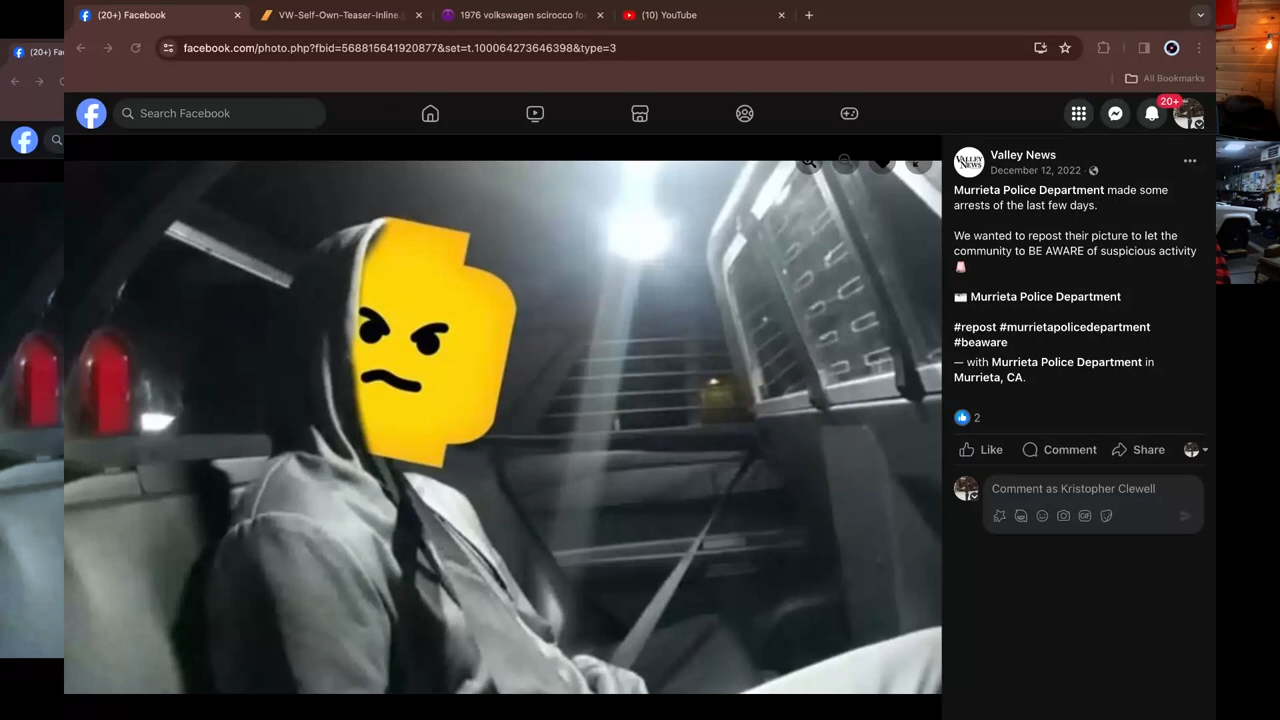 (20+) Facebook
VW-Self-Own-Teaser-Inline.
1976 volkswagen scirocco fo
(10) YouTube
(20+) Fa
facebook.com/photo.php?fbid=568815641920877&set=t.100064273646398&type=3
All Bookmarks
Search Facebook
20+
VALLEY NEWS
Valley News
December 12, 2022 ·
Murrieta Police Department made some
arrests of the last few days.
We wanted to repost their picture to let the
community to BE AWARE of suspicious activity
Murrieta Police Department
#repost #murrietapolicedepartment
#beaware
— with Murrieta Police Department in
Murrieta, CA.
2
Like
Comment
Share
Comment as Kristopher Clewell
GIF